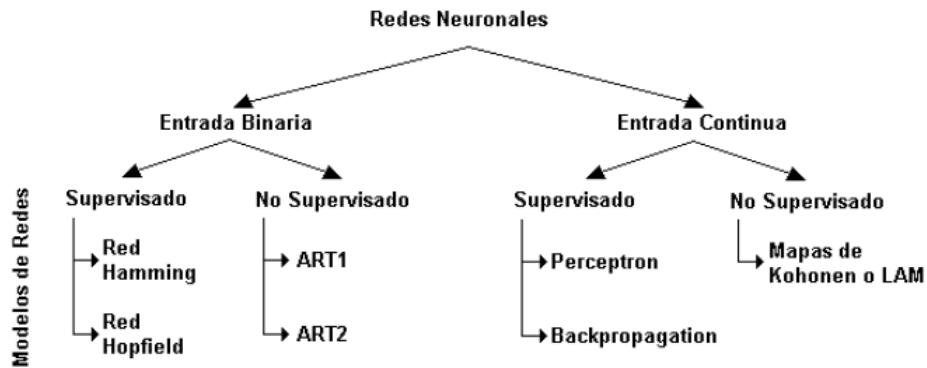 Redes Neuronales
Entrada Binaria
Entrada Continua
Supervisado
No Supervisado
Supervisado
No Supervisado
Modelos de Redes
Red
Hamming
ART1
Perceptron
Mapas de
Kohonen o LAM
Red
Hopfield
ART2
Backpropagation